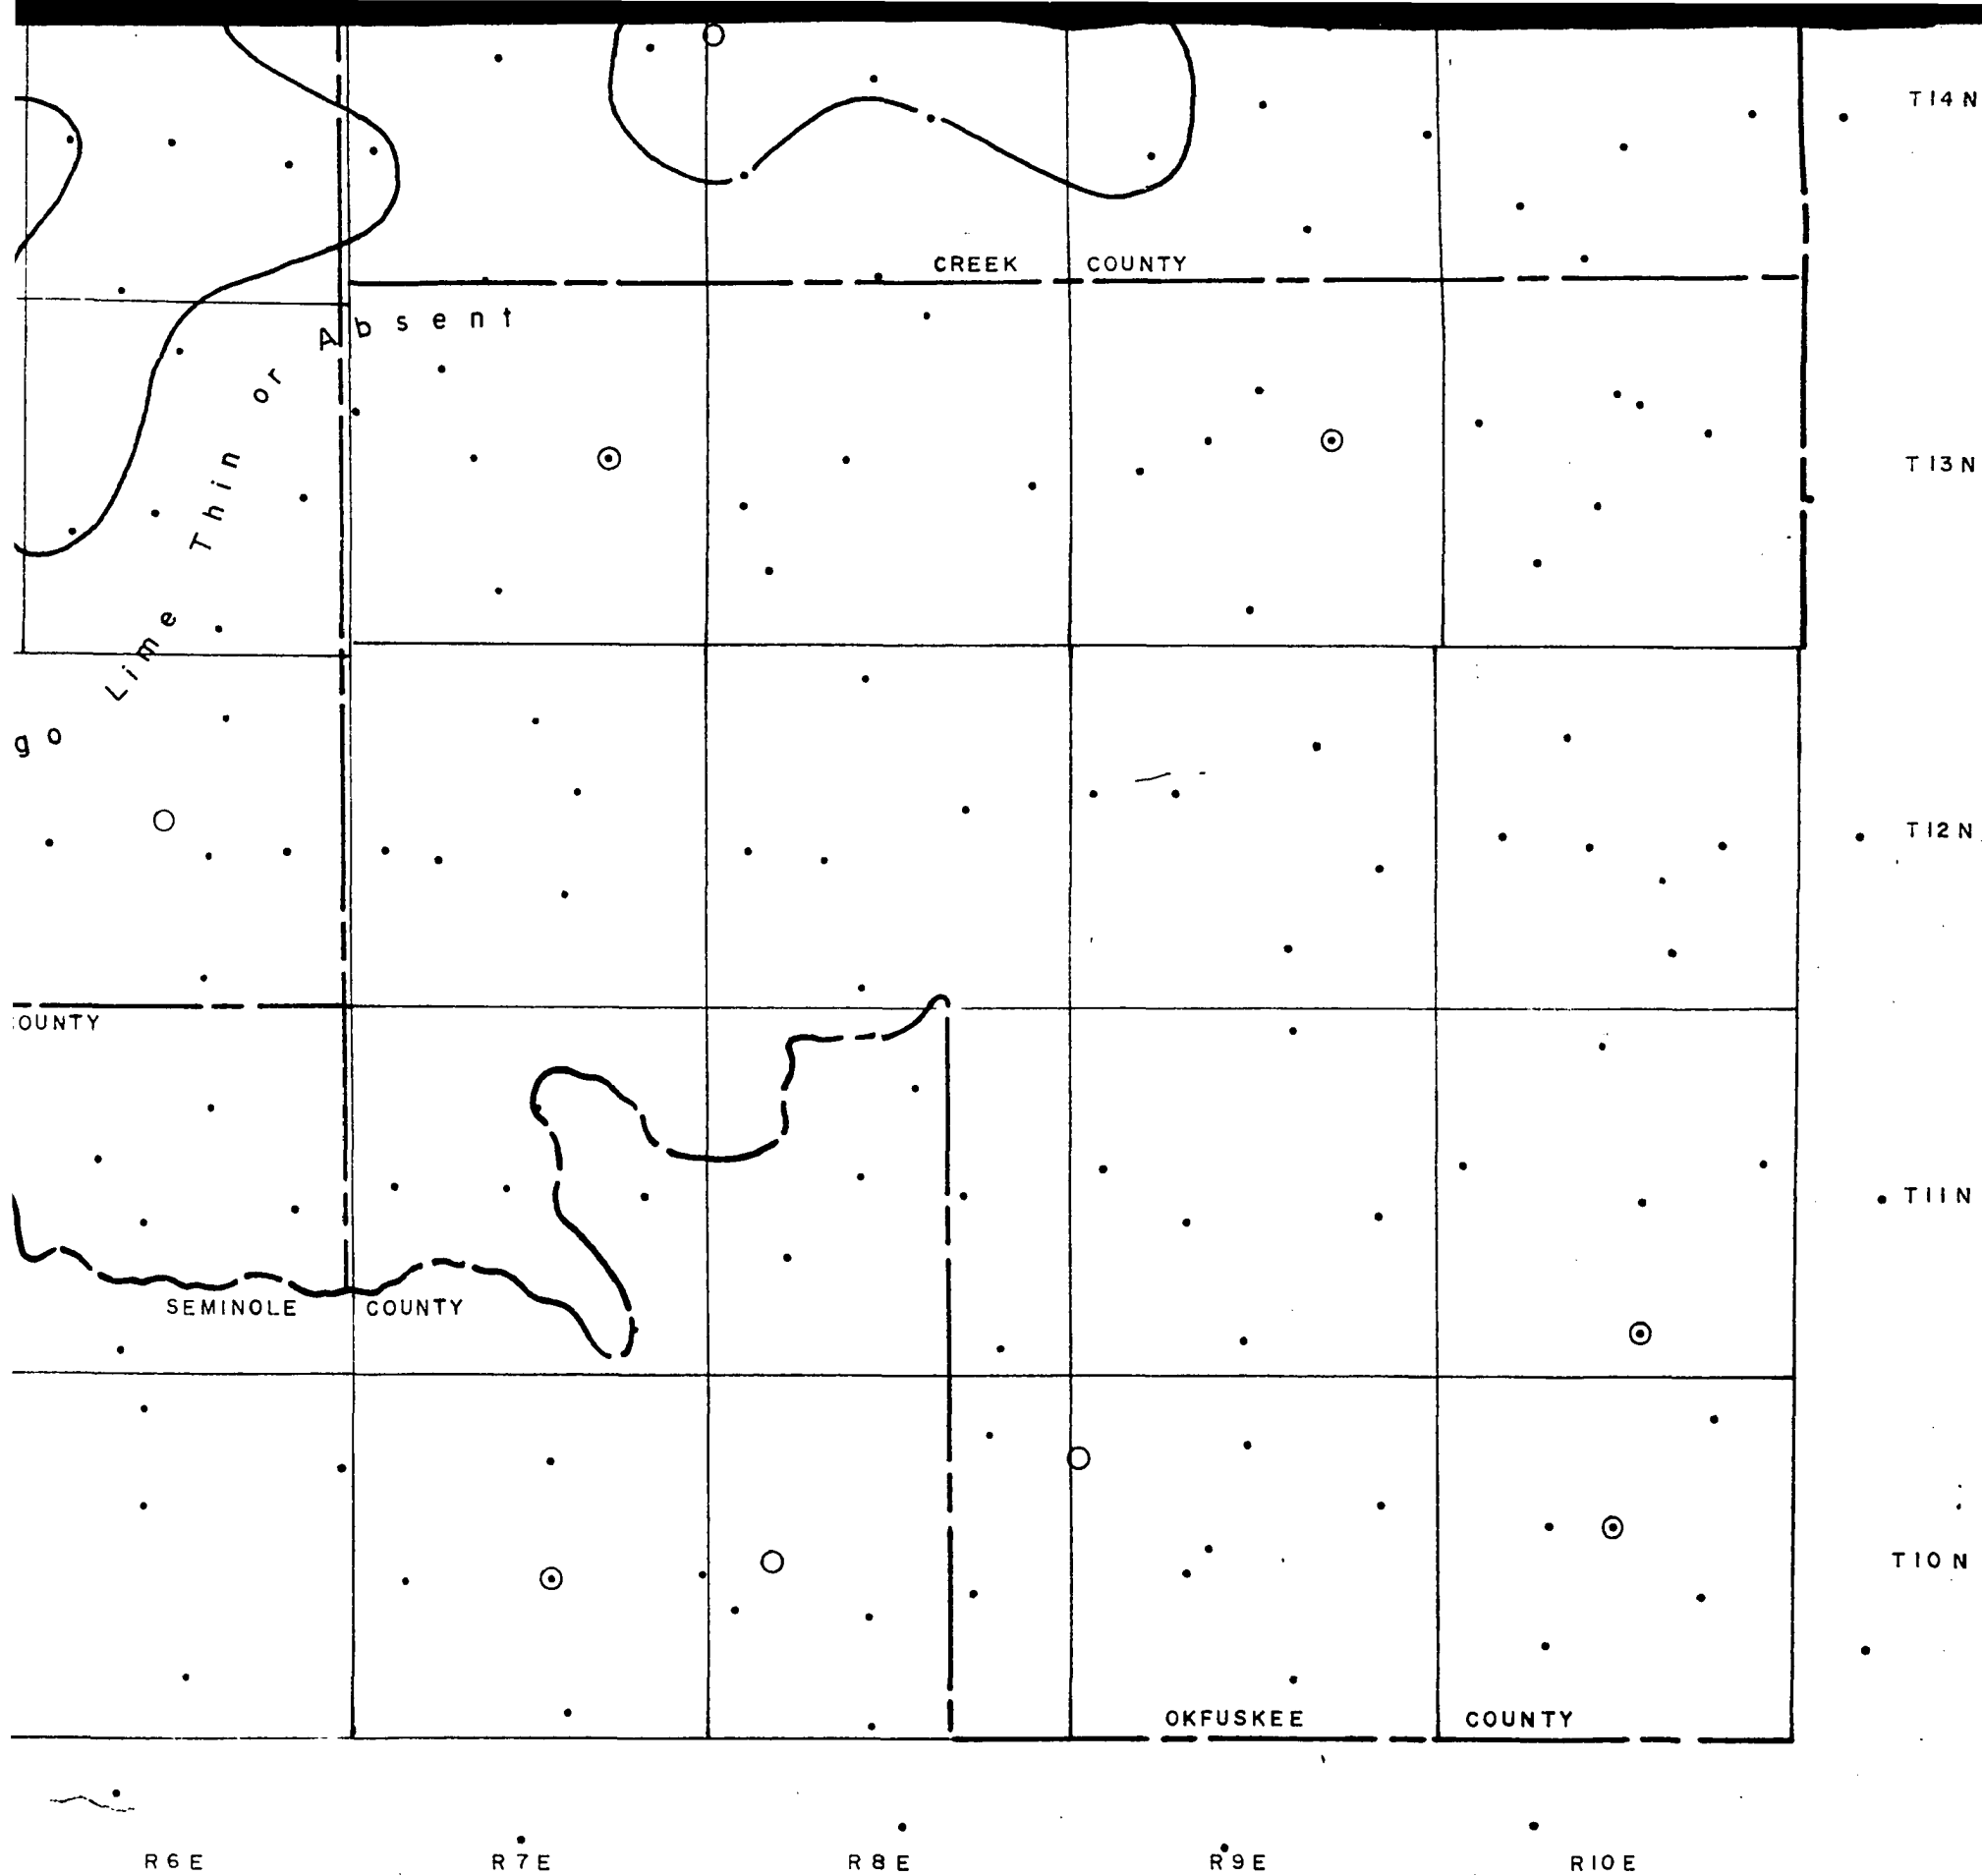 T14N
CREEK COUNTY
Absent
or
Thin
Lime
go
T13N
T12N
OUNTY
T11N
SEMINOLE COUNTY
T10N
OKFUSKEE COUNTY
R6E R7E R8E R9E R10E